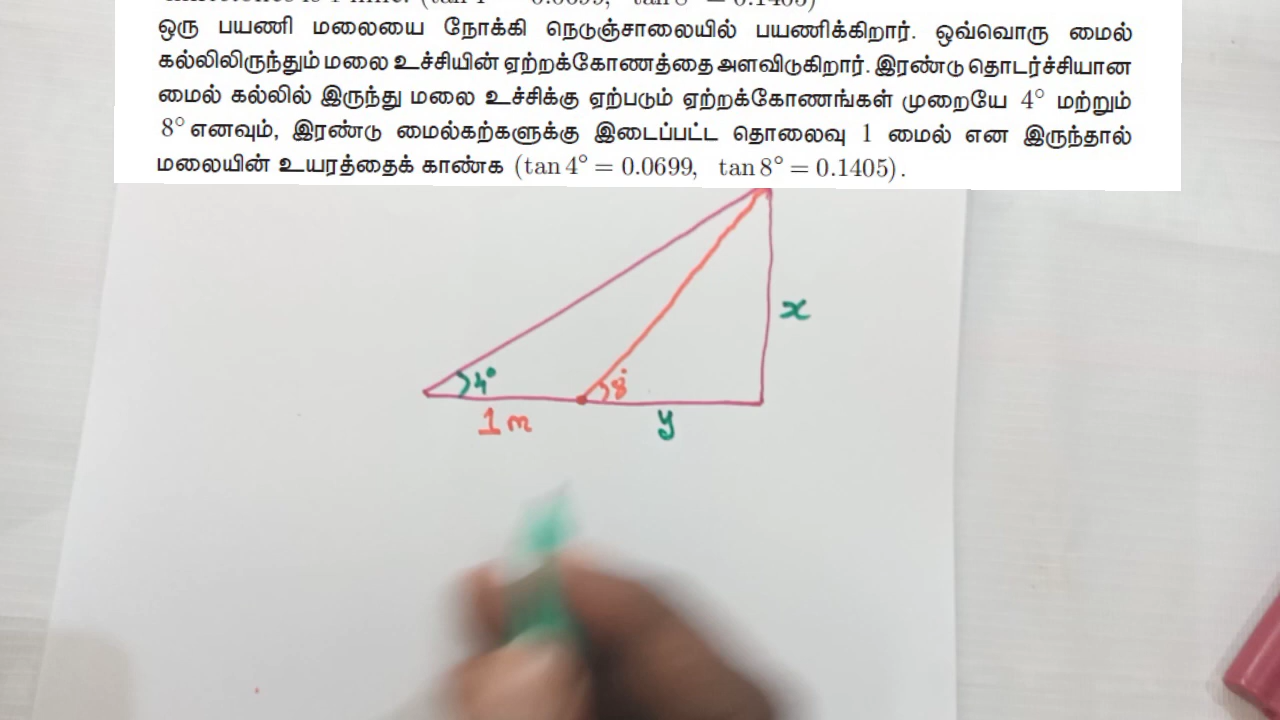 ஒரு பயணி மலையை நோக்கி நெடுஞ்சாலையில் பயணிக்கிறார். ஒவ்வொரு மைல்
கல்லிலிருந்தும் மலை உச்சியின் ஏற்றக்கோணத்தை அளவிடுகிறார். இரண்டு தொடர்ச்சியான
மைல் கல்லில் இருந்து மலை உச்சிக்கு ஏற்படும் ஏற்றக்கோணங்கள் முறையே 4° மற்றும்
8° எனவும், இரண்டு மைல்கற்களுக்கு இடைப்பட்ட தொலைவு 1 மைல் என இருந்தால்
மலையின் உயரத்தைக் காண்க (tan 4° = 0.0699, tan 8° = 0.1405).
x
4°
8°
1 m
y